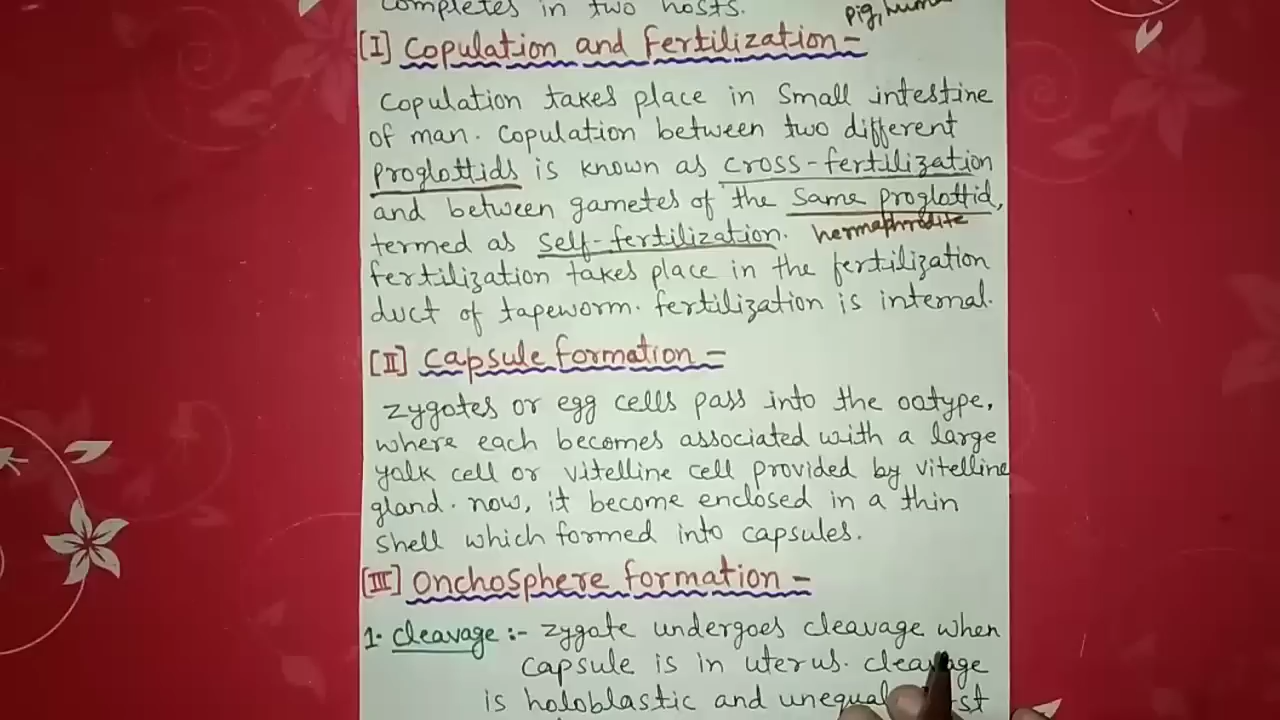 completes in two hosts.
pig, huma
[I] Copulation and Fertilization -
Copulation takes place in small intestine
of man. Copulation between two different
proglottids is known as cross-fertilization
and between gametes of the same proglottid,
termed as self-fertilization. hermaphrodite
fertilization takes place in the fertilization
duct of tapeworm. fertilization is internal.
[II] Capsule formation -
zygotes or egg cells pass into the ootype,
where each becomes associated with a large
yalk cell or vitelline cell provided by vitelline
gland. now, it become enclosed in a thin
shell which formed into capsules.
[III] Onchosphere formation -
1. cleavage :- zygate undergoes cleavage when
capsule is in uterus. cleavage
is holoblastic and unequal